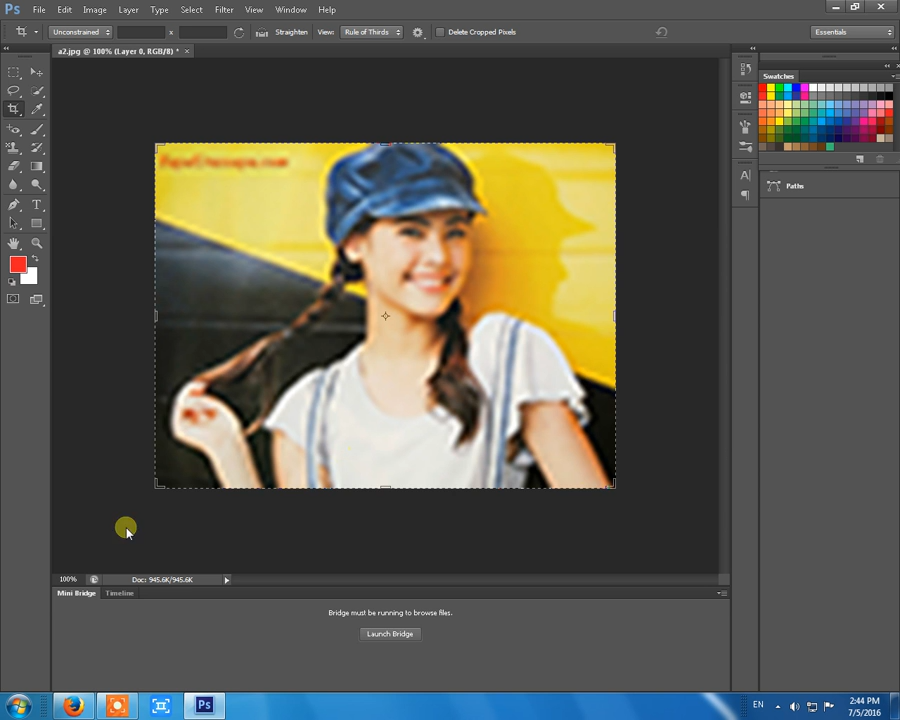 Ps File Edit Image Layer Type Select Filter View Window Help
Unconstrained x Straighten View: Rule of Thirds Delete Cropped Pixels Essentials
a2.jpg @ 100% (Layer 0, RGB/8) * ×
Swatches
Paths
100% Doc: 945.6K/945.6K
Mini Bridge Timeline
Bridge must be running to browse files.
Launch Bridge
EN 2:44 PM
7/5/2016